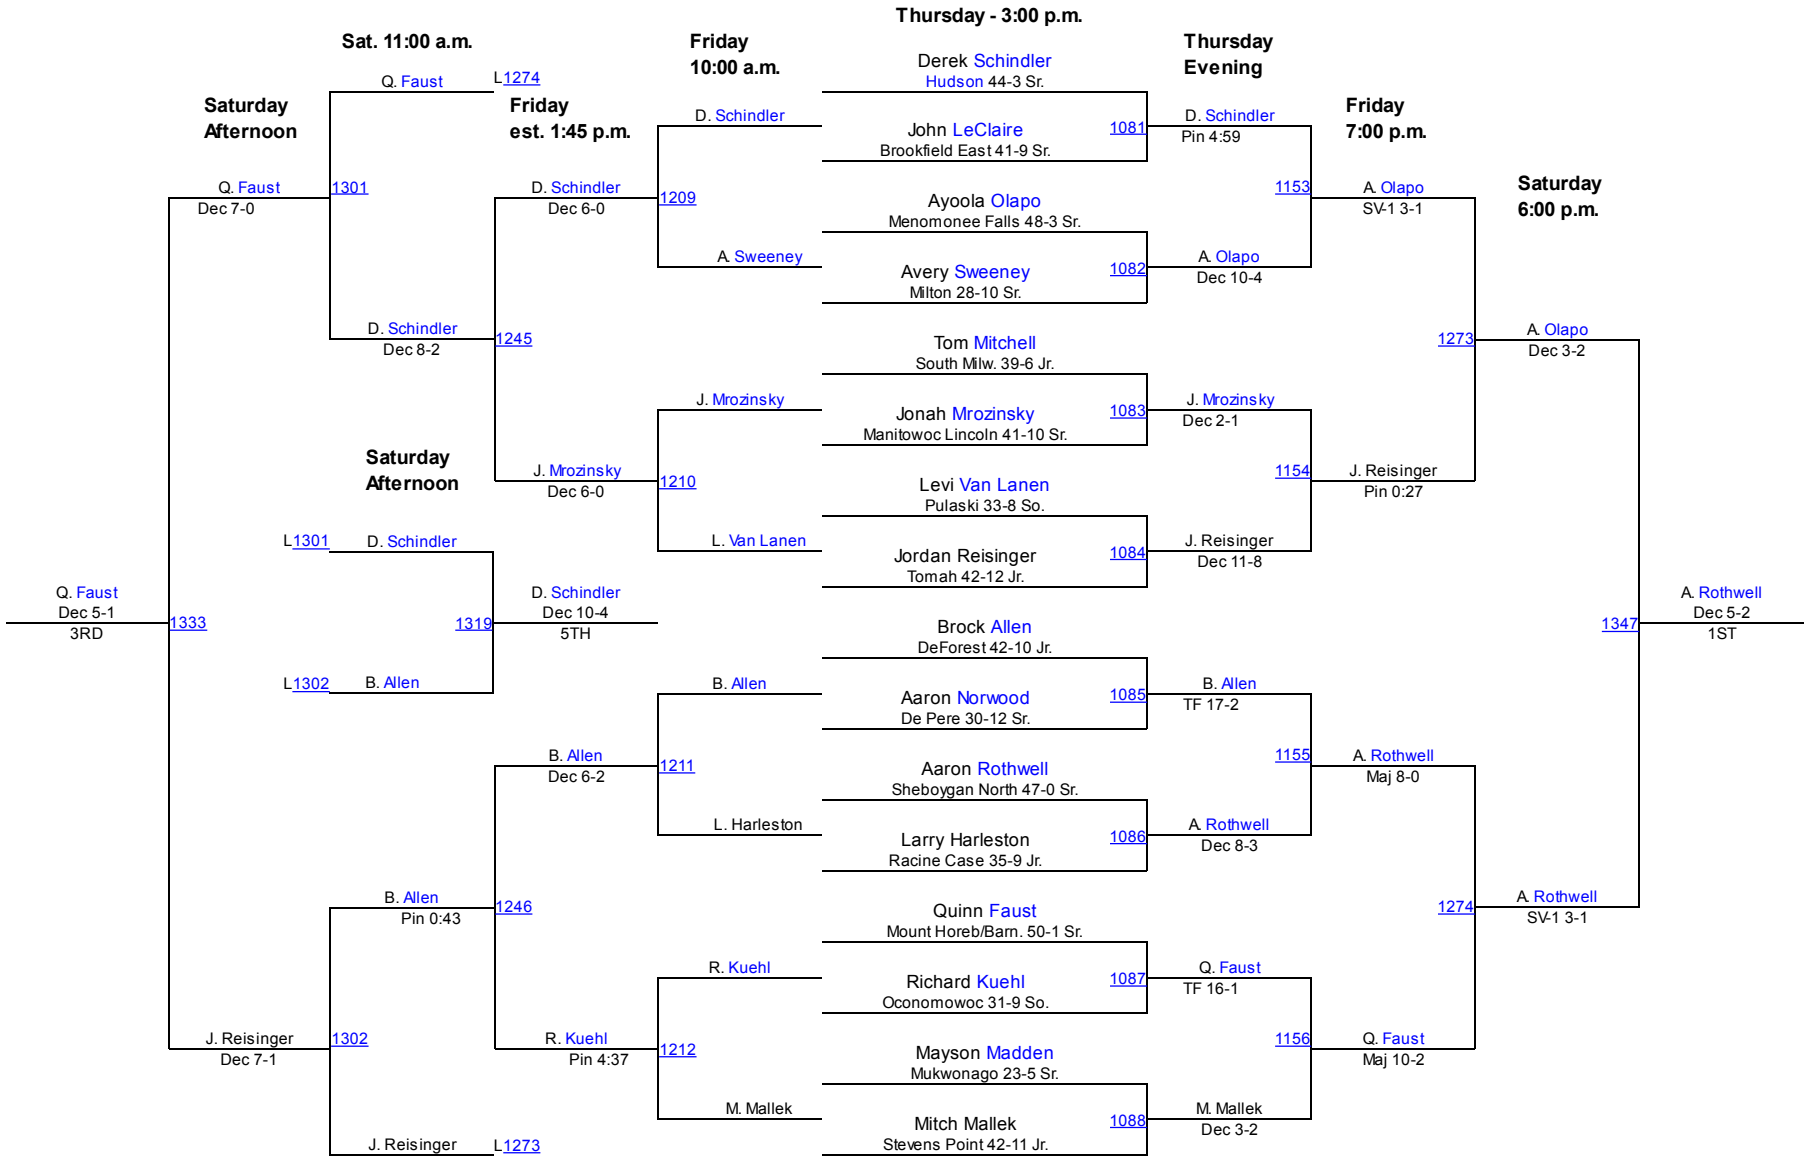 Thursday - 3:00 p.m.
Sat. 11:00 a.m.
Friday
10:00 a.m.
Thursday
Evening
Saturday
Afternoon
Friday
est. 1:45 p.m.
Friday
7:00 p.m.
Saturday
6:00 p.m.
Saturday
Afternoon
Q. Faust
Dec 5-1
3RD
1333
Q. Faust
Dec 7-0
J. Reisinger
Dec 7-1
Q. Faust L1274
1301
D. Schindler
Dec 8-2
L1301 D. Schindler
1319
L1302 B. Allen
D. Schindler
Dec 10-4
5TH
B. Allen
Pin 0:43
1302
J. Reisinger L1273
D. Schindler
Dec 6-0
1245
J. Mrozinsky
Dec 6-0
B. Allen
Dec 6-2
1246
R. Kuehl
Pin 4:37
D. Schindler
1209
A. Sweeney
J. Mrozinsky
1210
L. Van Lanen
B. Allen
1211
L. Harleston
R. Kuehl
1212
M. Mallek
Derek Schindler
Hudson 44-3 Sr.
John LeClaire 1081
Brookfield East 41-9 Sr.
Ayoola Olapo
Menomonee Falls 48-3 Sr.
Avery Sweeney 1082
Milton 28-10 Sr.
Tom Mitchell
South Milw. 39-6 Jr.
Jonah Mrozinsky 1083
Manitowoc Lincoln 41-10 Sr.
Levi Van Lanen
Pulaski 33-8 So.
Jordan Reisinger 1084
Tomah 42-12 Jr.
Brock Allen
DeForest 42-10 Jr.
Aaron Norwood 1085
De Pere 30-12 Sr.
Aaron Rothwell
Sheboygan North 47-0 Sr.
Larry Harleston 1086
Racine Case 35-9 Jr.
Quinn Faust
Mount Horeb/Barn. 50-1 Sr.
Richard Kuehl 1087
Oconomowoc 31-9 So.
Mayson Madden
Mukwonago 23-5 Sr.
Mitch Mallek 1088
Stevens Point 42-11 Jr.
D. Schindler
Pin 4:59
1153
A. Olapo
Dec 10-4
J. Mrozinsky
Dec 2-1
1154
J. Reisinger
Dec 11-8
B. Allen
TF 17-2
1155
A. Rothwell
Dec 8-3
Q. Faust
TF 16-1
1156
M. Mallek
Dec 3-2
A. Olapo
SV-1 3-1
1273
J. Reisinger
Pin 0:27
A. Rothwell
Maj 8-0
1274
Q. Faust
Maj 10-2
A. Olapo
Dec 3-2
1347
A. Rothwell
SV-1 3-1
A. Rothwell
Dec 5-2
1ST